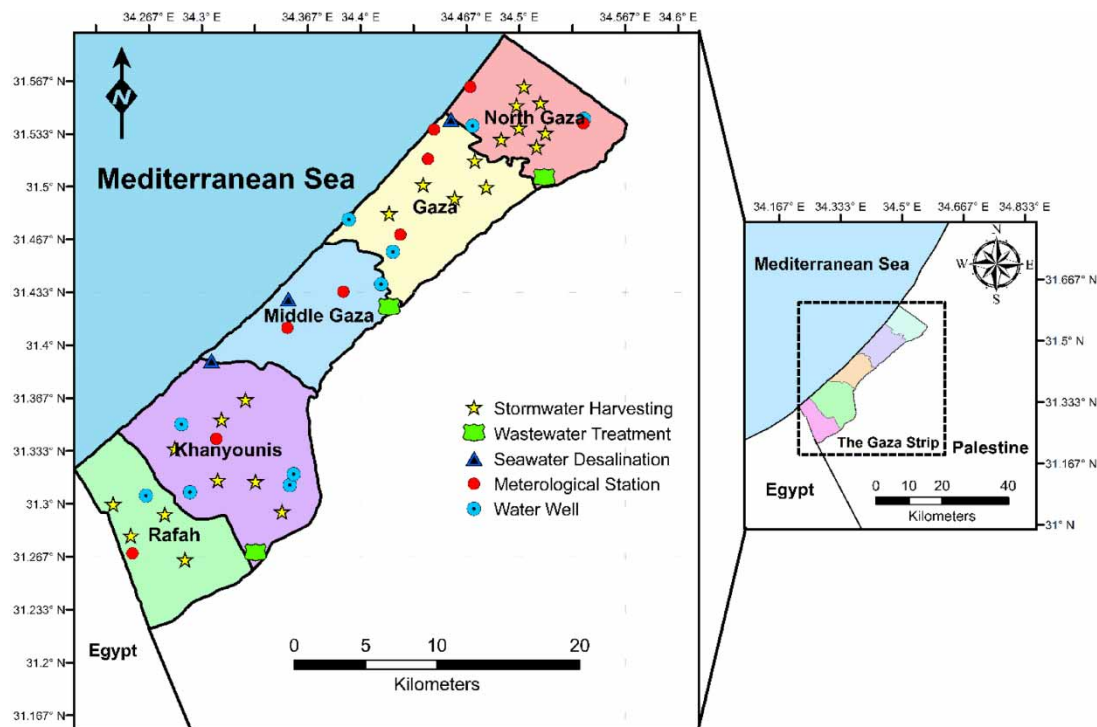 34.267° E 34.3° E 34.367° E 34.4° E 34.467° E 34.5° E 34.567° E 34.6° E
31.567° N
31.533° N
31.5° N
31.467° N
31.433° N
31.4° N
31.367° N
31.333° N
31.3° N
31.267° N
31.233° N
31.2° N
31.167° N
N
Mediterranean Sea
North Gaza
Gaza
Middle Gaza
Khanyounis
Rafah
Egypt
Stormwater Harvesting
Wastewater Treatment
Seawater Desalination
Meterological Station
Water Well
0 5 10 20
Kilometers
34.167° E 34.333° E 34.5° E 34.667° E 34.833° E
Mediterranean Sea
N
W E
S
31.667° N
31.5° N
31.333° N
31.167° N
31° N
The Gaza Strip
Palestine
Egypt
0 10 20 40
Kilometers